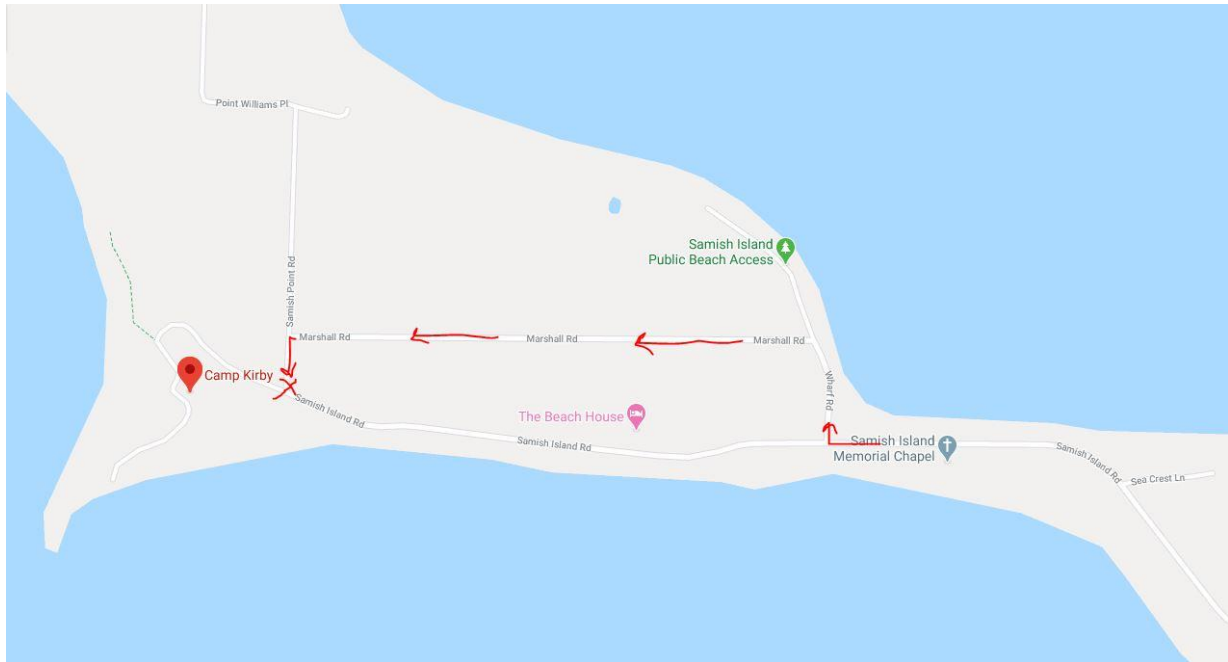 Point Williams Pl
Samish Point Rd
Samish Island
Public Beach Access
Marshall Rd
Marshall Rd
Marshall Rd
Camp Kirby
Wharf Rd
Samish Island Rd
The Beach House
Samish Island Rd
Samish Island
Memorial Chapel
Samish Island Rd
Sea Crest Ln